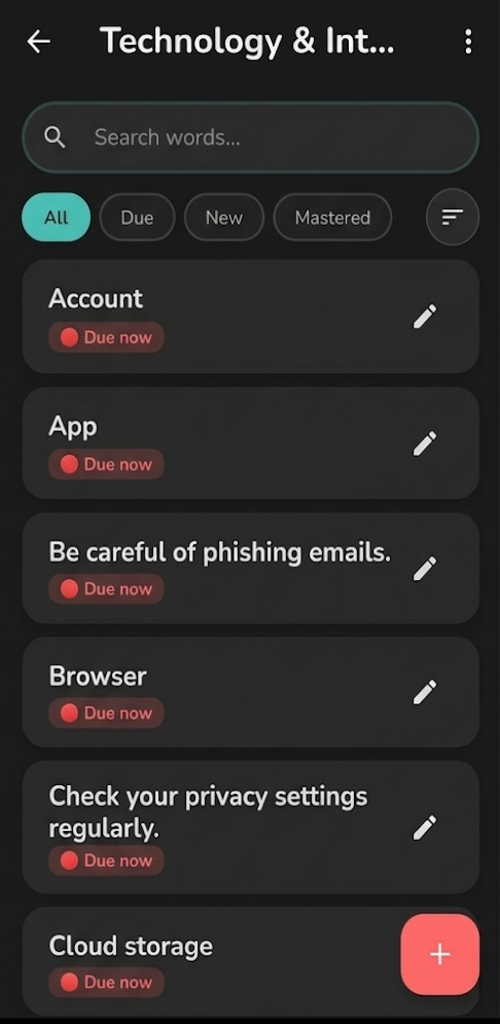 Technology & Int...
Search words...
All
Due
New
Mastered
Account
Due now
App
Due now
Be careful of phishing emails.
Due now
Browser
Due now
Check your privacy settings
regularly.
Due now
Cloud storage
Due now
+